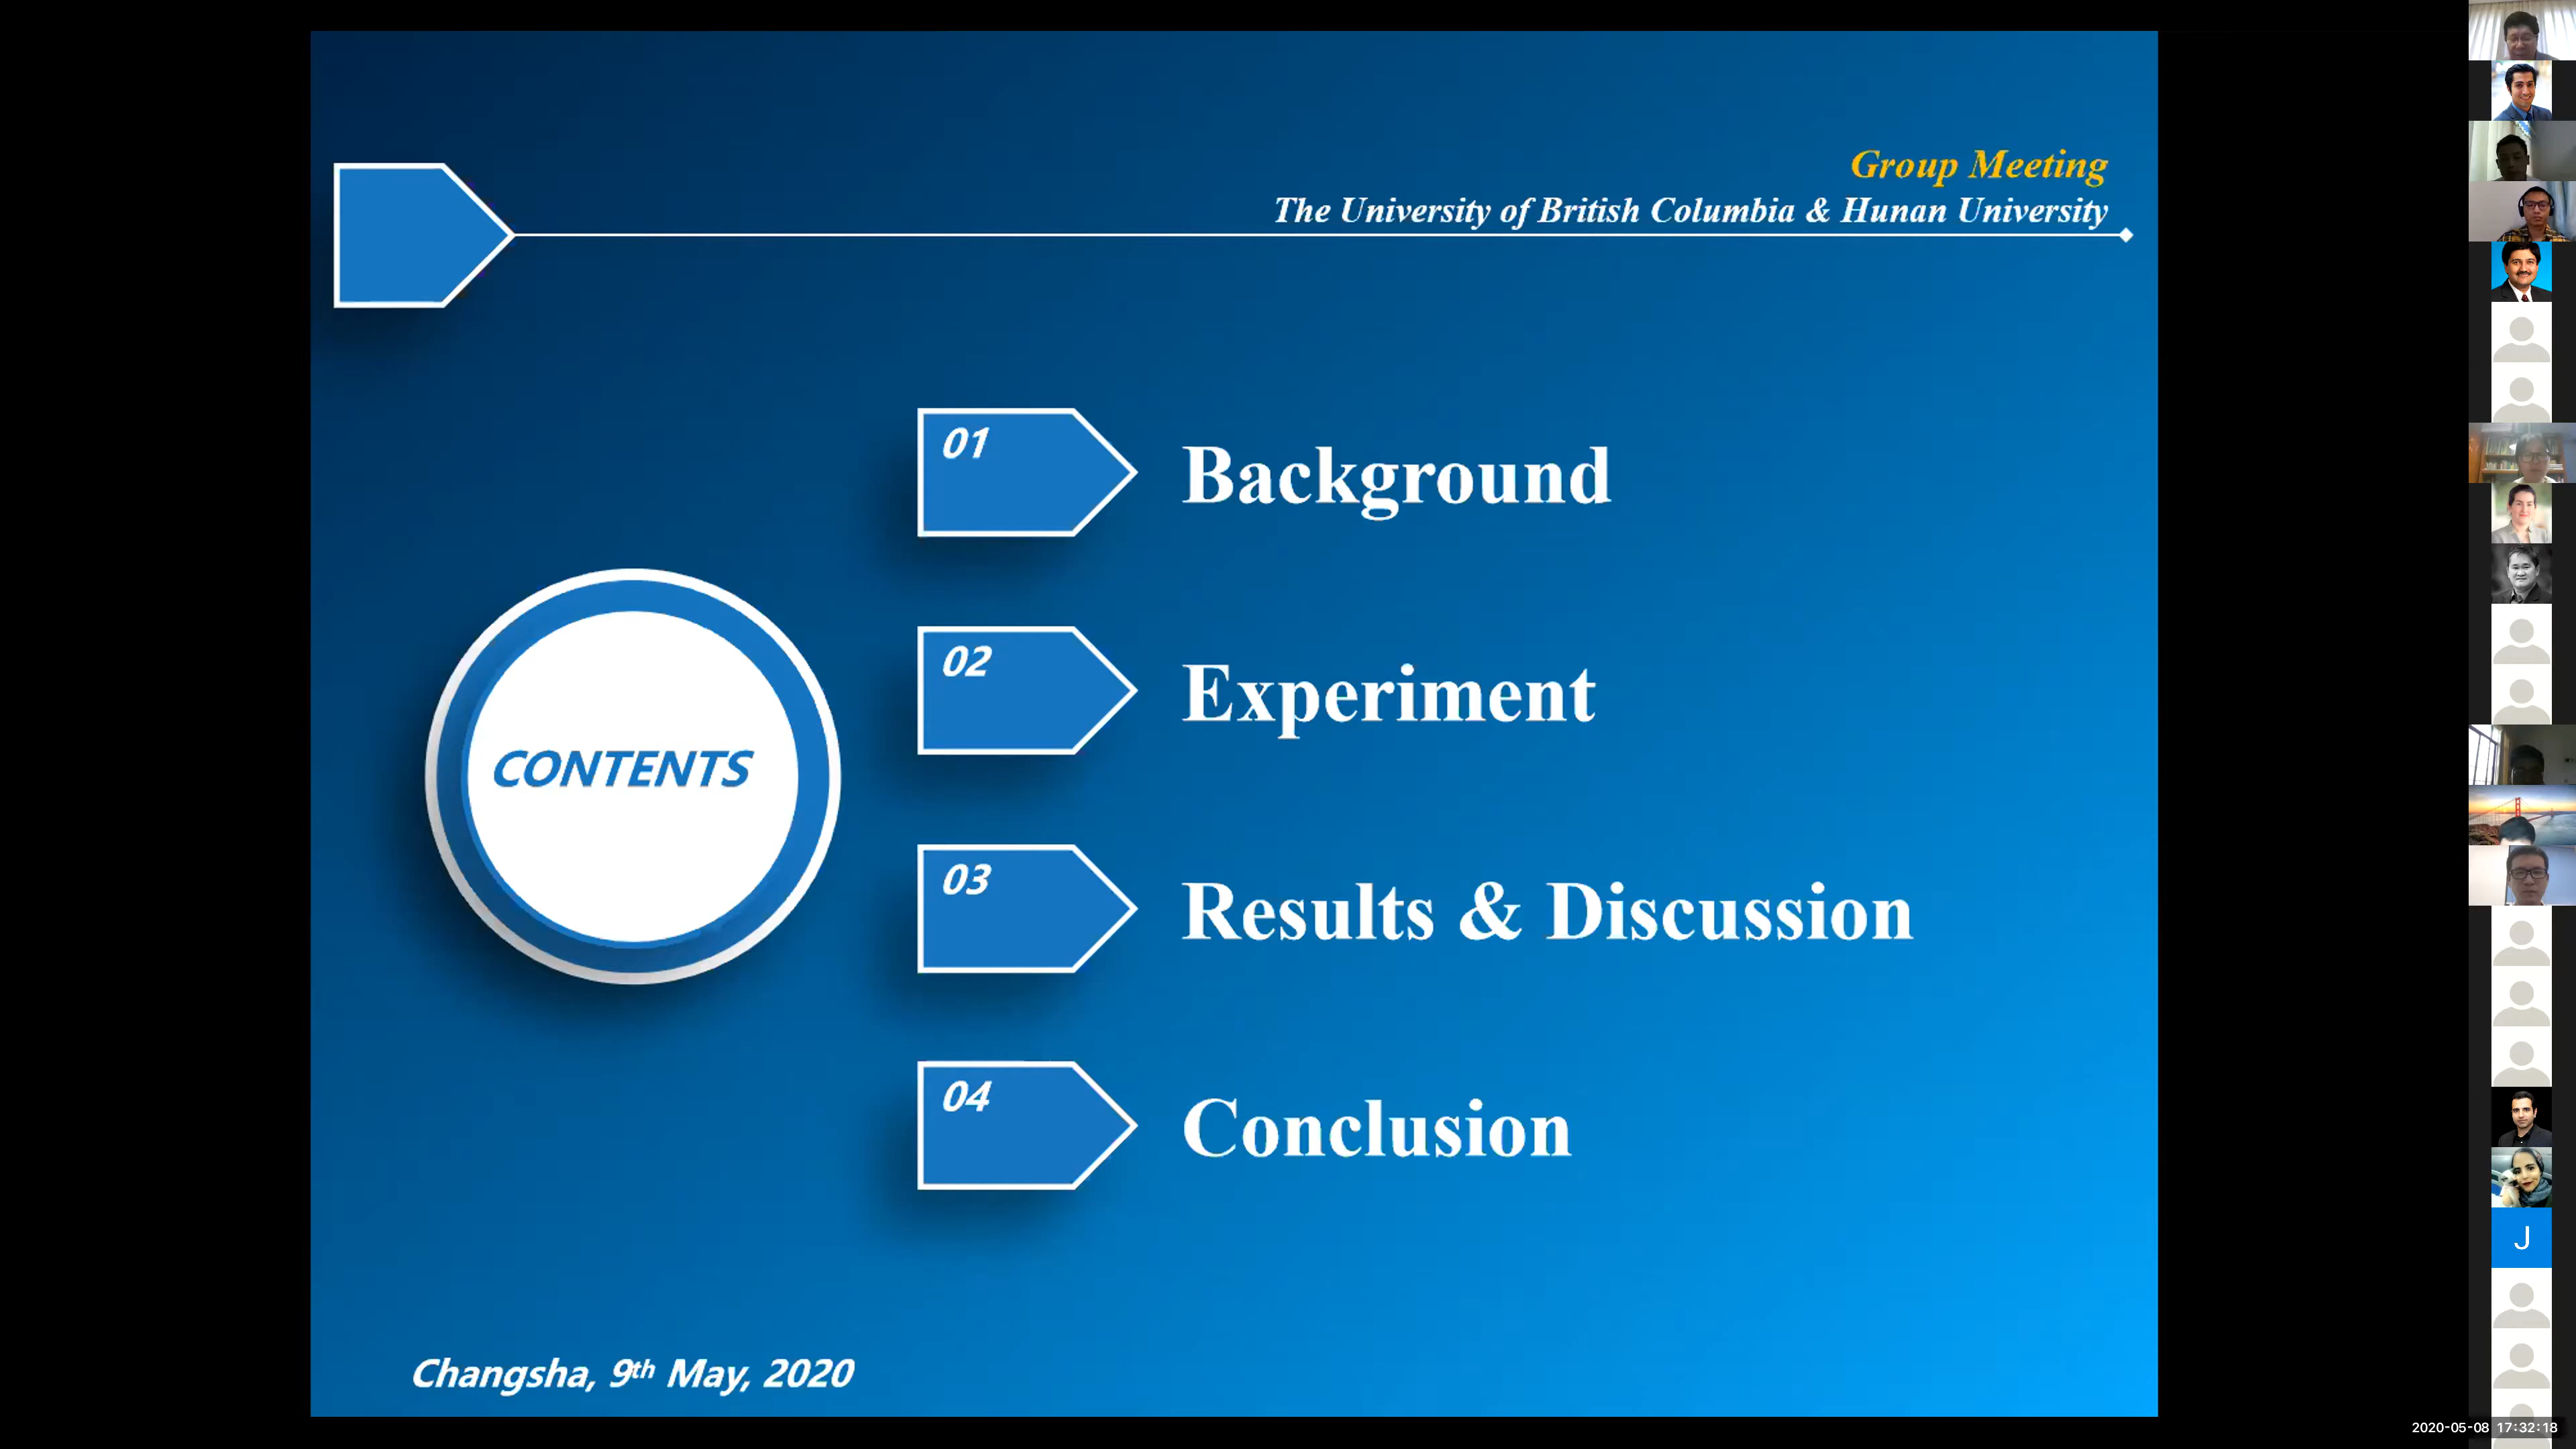 Group Meeting
The University of British Columbia & Hunan University
01
Background
02
Experiment
CONTENTS
03
Results & Discussion
04
Conclusion
Changsha, 9th May, 2020
J
2020-05-08 17:32:18